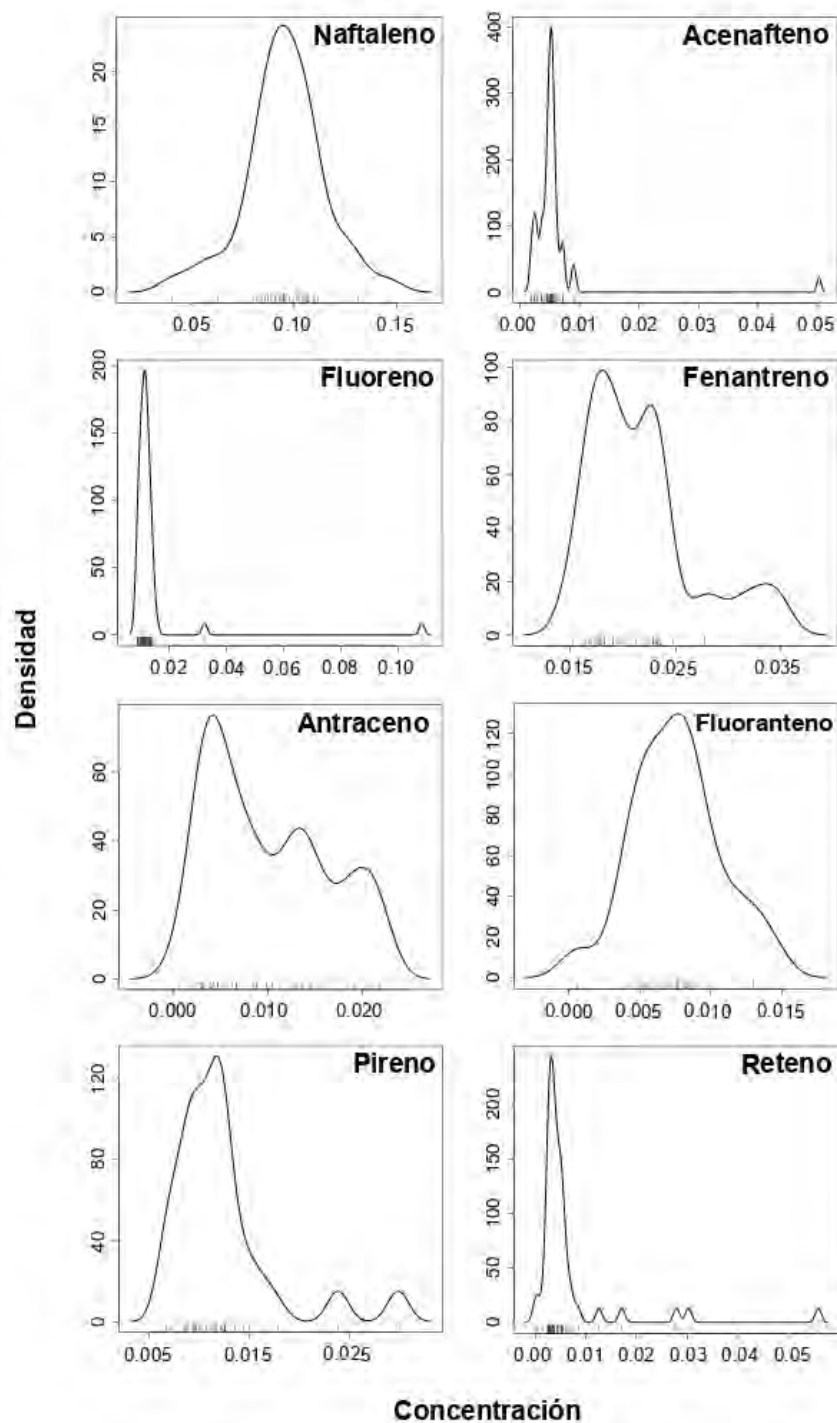 Naftaleno
20
15
10
5
0
0.05 0.10 0.15
Acenafteno
400
300
200
100
0
0.00 0.01 0.02 0.03 0.04 0.05
Fluoreno
200
150
100
50
0
0.02 0.04 0.06 0.08 0.10
Fenantreno
100
80
60
40
20
0
0.015 0.025 0.035
Densidad
Antraceno
60
40
20
0
0.000 0.010 0.020
Fluoranteno
120
100
80
60
40
20
0
0.000 0.005 0.010 0.015
Pireno
120
80
40
0
0.005 0.015 0.025
Reteno
200
150
100
50
0
0.00 0.01 0.02 0.03 0.04 0.05
Concentración